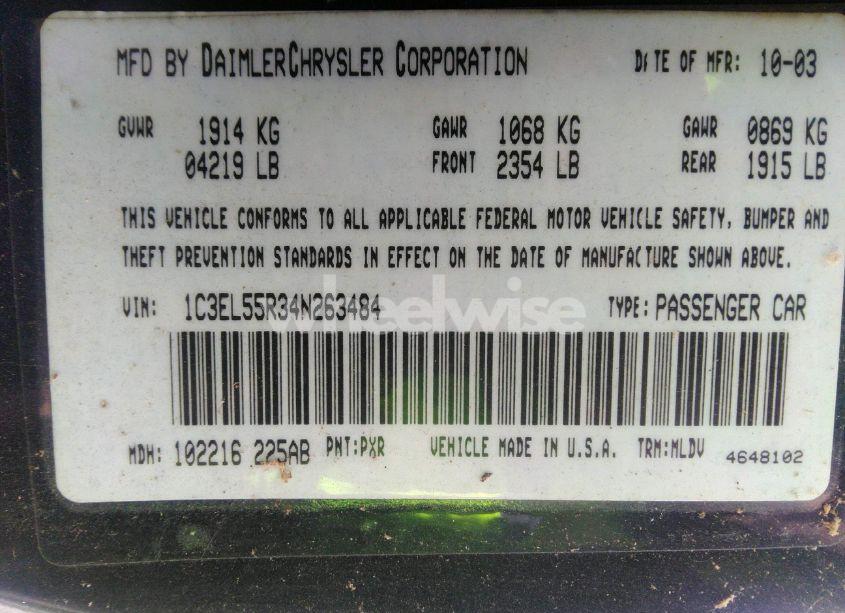 MFD BY DAIMLERCHRYSLER CORPORATION DATE OF MFR: 10-03
GVWR 1914 KG GAWR 1068 KG GAWR 0869 KG
04219 LB FRONT 2354 LB REAR 1915 LB
THIS VEHICLE CONFORMS TO ALL APPLICABLE FEDERAL MOTOR VEHICLE SAFETY, BUMPER AND
THEFT PREVENTION STANDARDS IN EFFECT ON THE DATE OF MANUFACTURE SHOWN ABOVE.
VIN: 1C3EL55R34N263484 TYPE: PASSENGER CAR
wheelwise
MDH: 102216 225AB PNT:PXR VEHICLE MADE IN U.S.A. TRM:MLDV 4648102